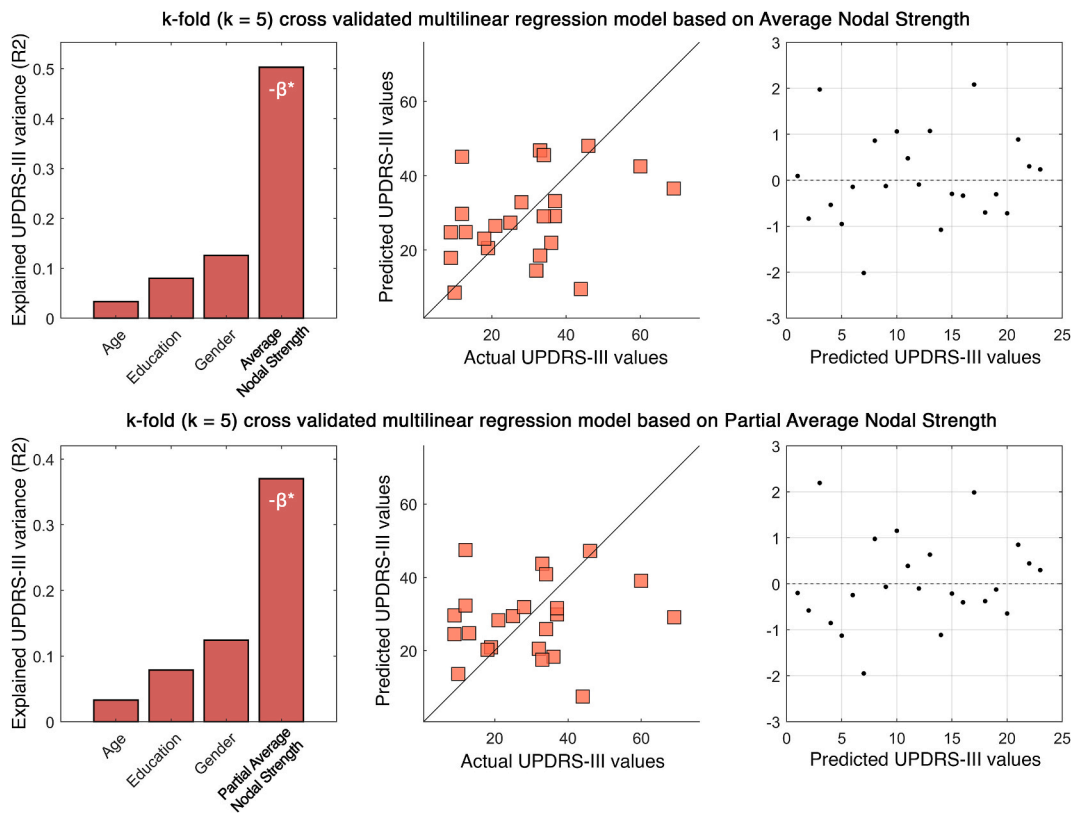 k-fold (k = 5) cross validated multilinear regression model based on Average Nodal Strength
Explained UPDRS-III variance (R2)
0.5
0.4
0.3
0.2
0.1
0
-β*
Age
Education
Gender
Average
Nodal Strength
Predicted UPDRS-III values
60
40
20
20
40
60
Actual UPDRS-III values
3
2
1
0
-1
-2
-3
0
5
10
15
20
25
Predicted UPDRS-III values
k-fold (k = 5) cross validated multilinear regression model based on Partial Average Nodal Strength
Explained UPDRS-III variance (R2)
0.4
0.3
0.2
0.1
0
-β*
Age
Education
Gender
Partial Average
Nodal Strength
Predicted UPDRS-III values
60
40
20
20
40
60
Actual UPDRS-III values
3
2
1
0
-1
-2
-3
0
5
10
15
20
25
Predicted UPDRS-III values